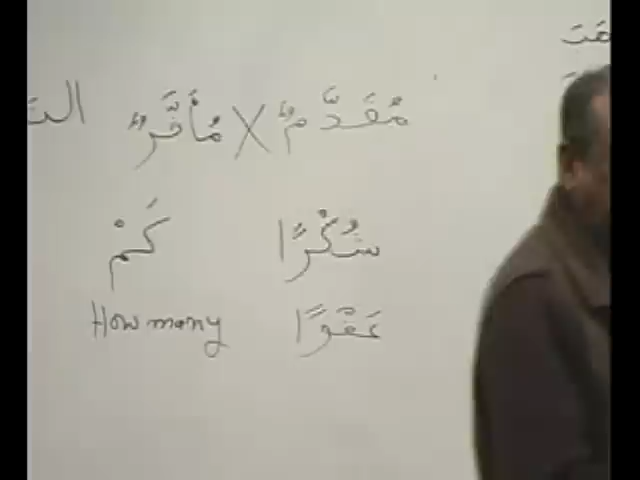 مُقَدَّمٌ X مُأَخَّرٌ
شُكْرًا كَمْ
عَفْوًا How many